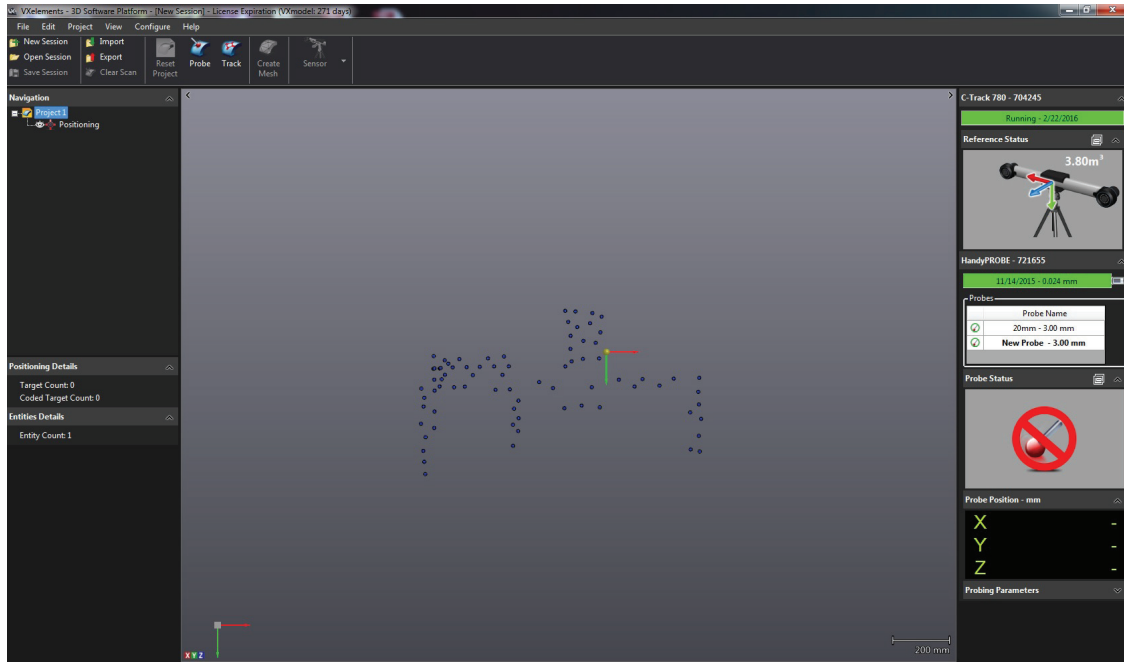 VXelements - 3D Software Platform - [New Session] - License Expiration (VXmodel: 271 days)
File Edit Project View Configure Help
New Session Import
Open Session Export
Save Session Clear Scan
Reset Project Probe Track Create Mesh Sensor
Navigation
Project 1
Positioning
Positioning Details
Target Count: 0
Coded Target Count: 0
Entities Details
Entity Count: 1
X Y Z
200 mm
C-Track 780 - 704245
Running - 2/22/2016
Reference Status
3.80m³
HandyPROBE - 721655
11/14/2015 - 0.024 mm
Probes
Probe Name
20mm - 3.00 mm
New Probe - 3.00 mm
Probe Status
Probe Position - mm
X -
Y -
Z -
Probing Parameters